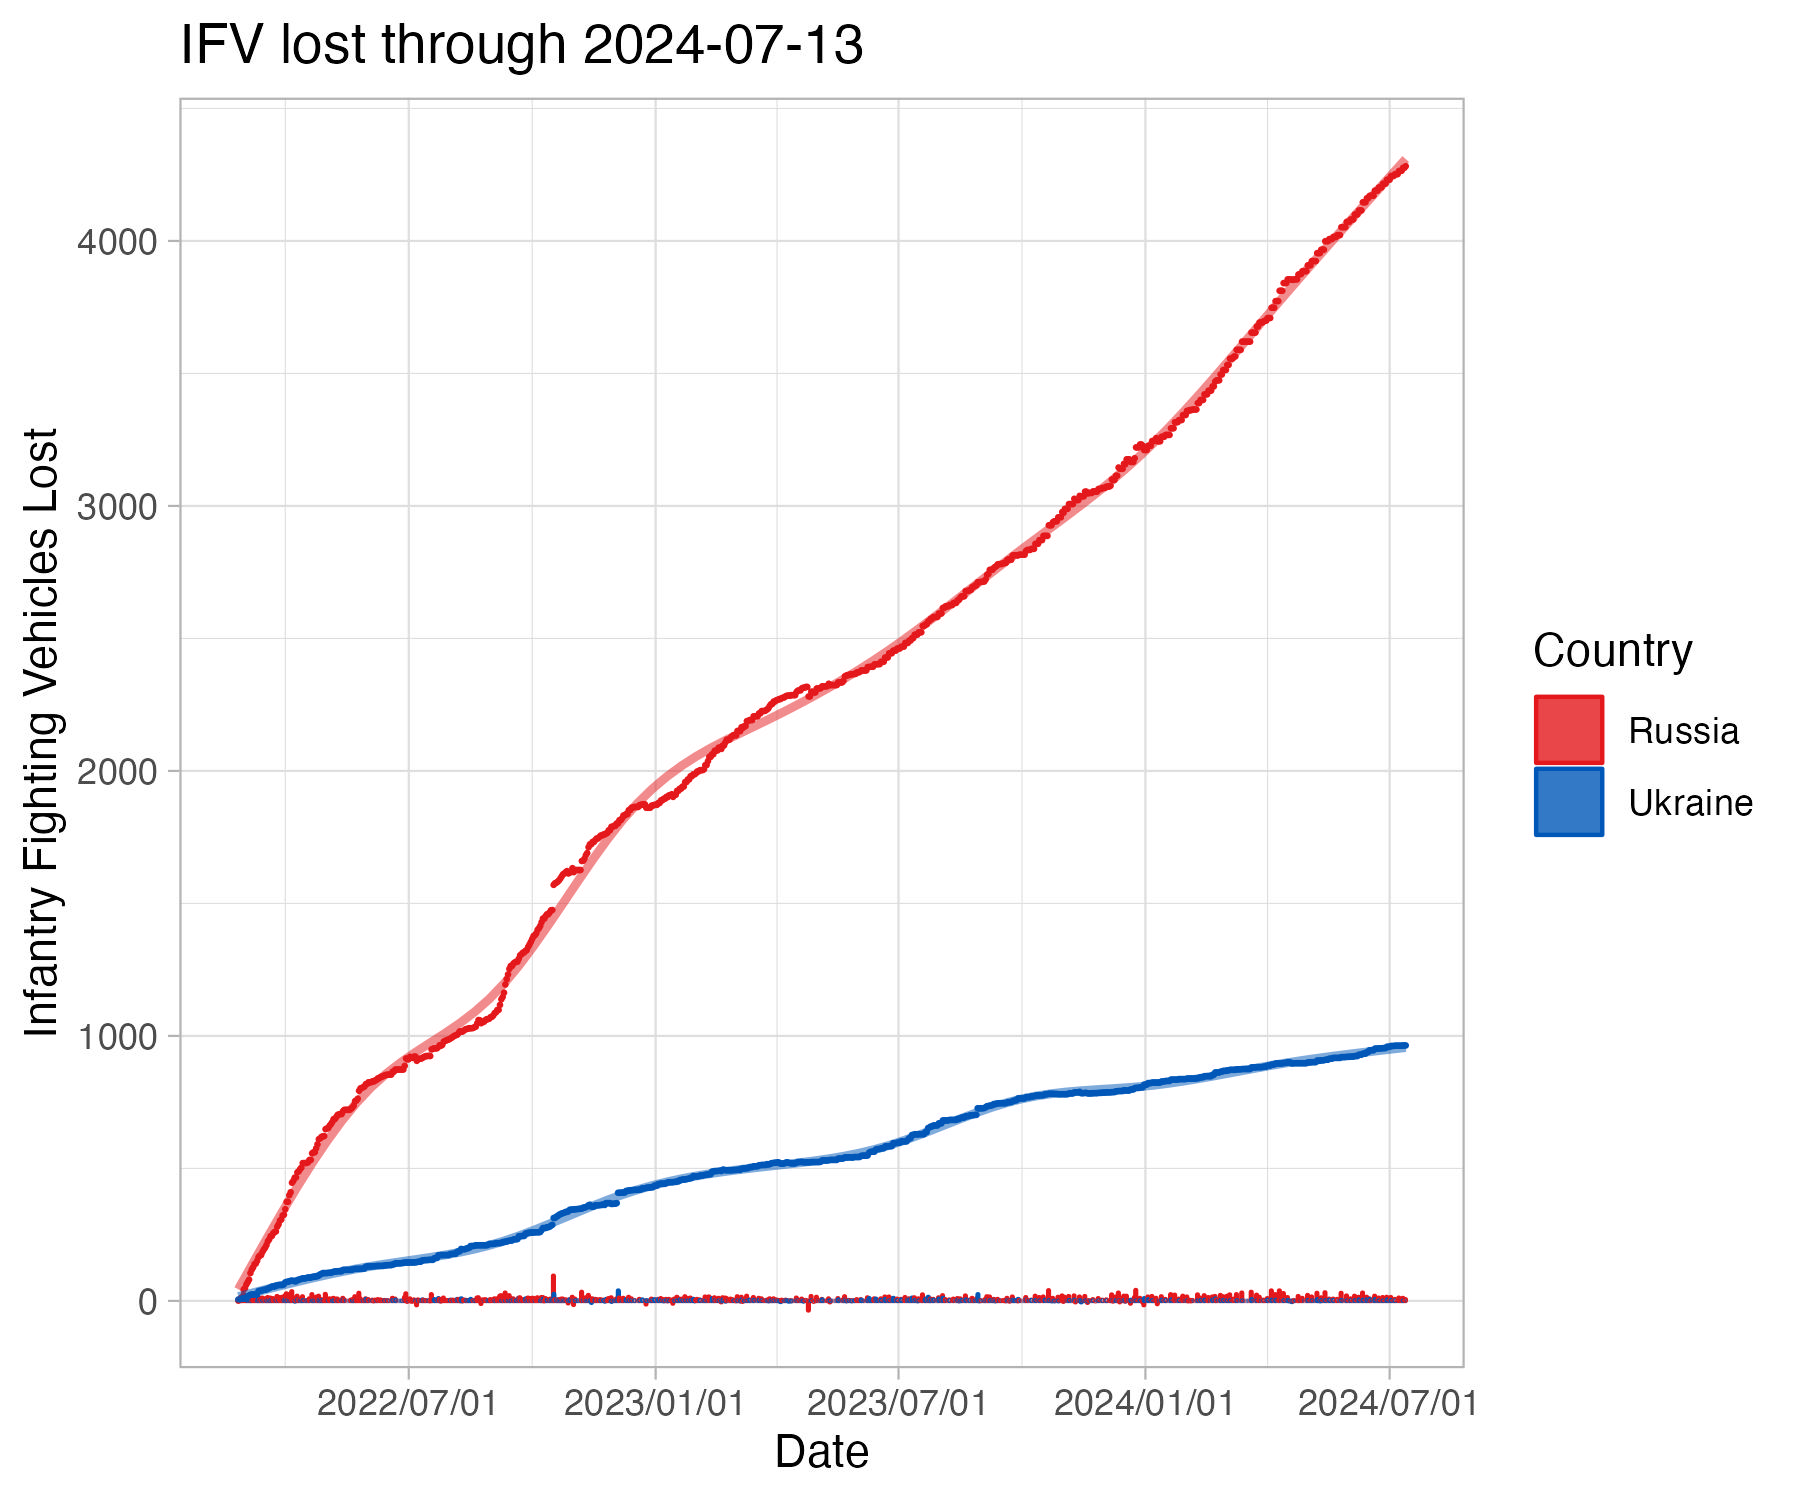 IFV lost through 2024-07-13
Infantry Fighting Vehicles Lost
4000
3000
2000
1000
0
2022/07/01
2023/01/01
2023/07/01
2024/01/01
2024/07/01
Date
Country
Russia
Ukraine